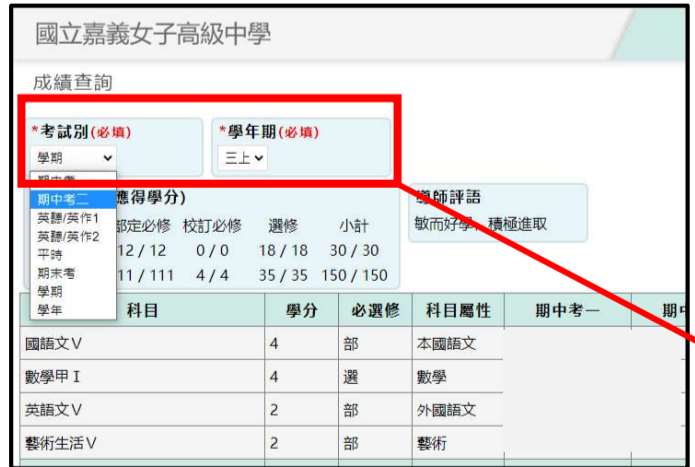 國立嘉義女子高級中學
成績查詢
*考試別(必填) *學年期(必填)
學期 三上
期中考二 應得學分) 導師評語
英聽/英作1 部定必修 校訂必修 選修 小計 敏而好學，積極進取
英聽/英作2
平時 12 / 12 0 / 0 18 / 18 30 / 30
期末考 11 / 111 4 / 4 35 / 35 150 / 150
學期
學年
科目 學分 必選修 科目屬性 期中考一 期中
國語文Ⅴ 4 部 本國語文
數學甲Ⅰ 4 選 數學
英語文Ⅴ 2 部 外國語文
藝術生活Ⅴ 2 部 藝術